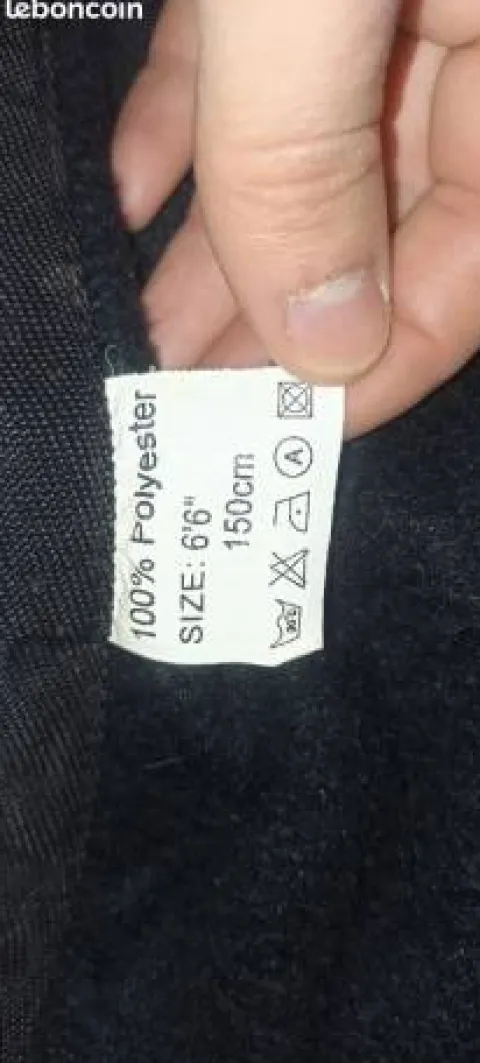 leboncoin
100% Polyester
SIZE: 6'6"
150cm
A